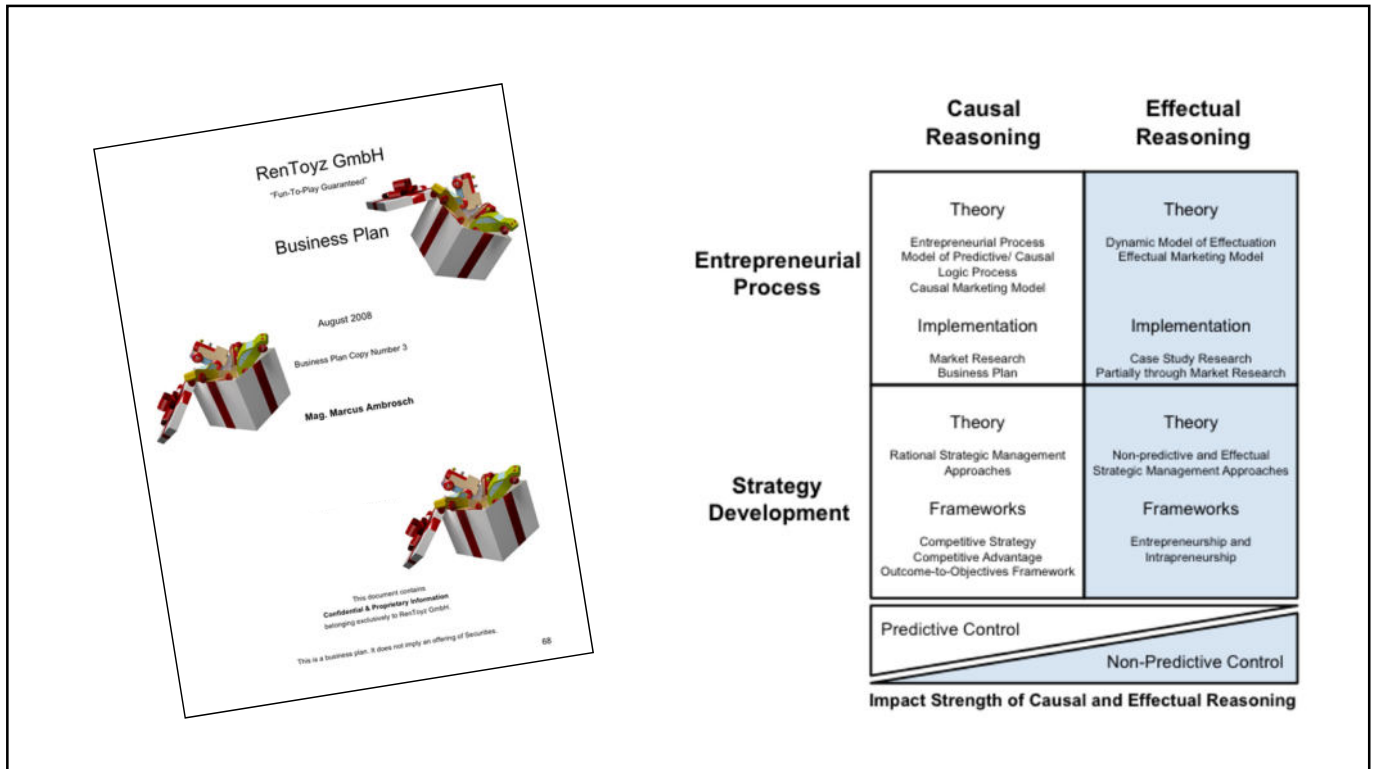 RenToyz GmbH
"Fun-To-Play Guaranteed"
Business Plan
August 2008
Business Plan Copy Number 3
Mag. Marcus Ambrosch
This document contains
Confidential & Proprietary Information
belonging exclusively to RenToyz GmbH.
This is a business plan. It does not imply an offering of Securities.
68
Causal
Reasoning
Effectual
Reasoning
Entrepreneurial
Process
Theory
Entrepreneurial Process
Model of Predictive/ Causal
Logic Process
Causal Marketing Model
Implementation
Market Research
Business Plan
Theory
Dynamic Model of Effectuation
Effectual Marketing Model
Implementation
Case Study Research
Partially through Market Research
Strategy
Development
Theory
Rational Strategic Management
Approaches
Frameworks
Competitive Strategy
Competitive Advantage
Outcome-to-Objectives Framework
Theory
Non-predictive and Effectual
Strategic Management Approaches
Frameworks
Entrepreneurship and
Intrapreneurship
Predictive Control
Non-Predictive Control
Impact Strength of Causal and Effectual Reasoning